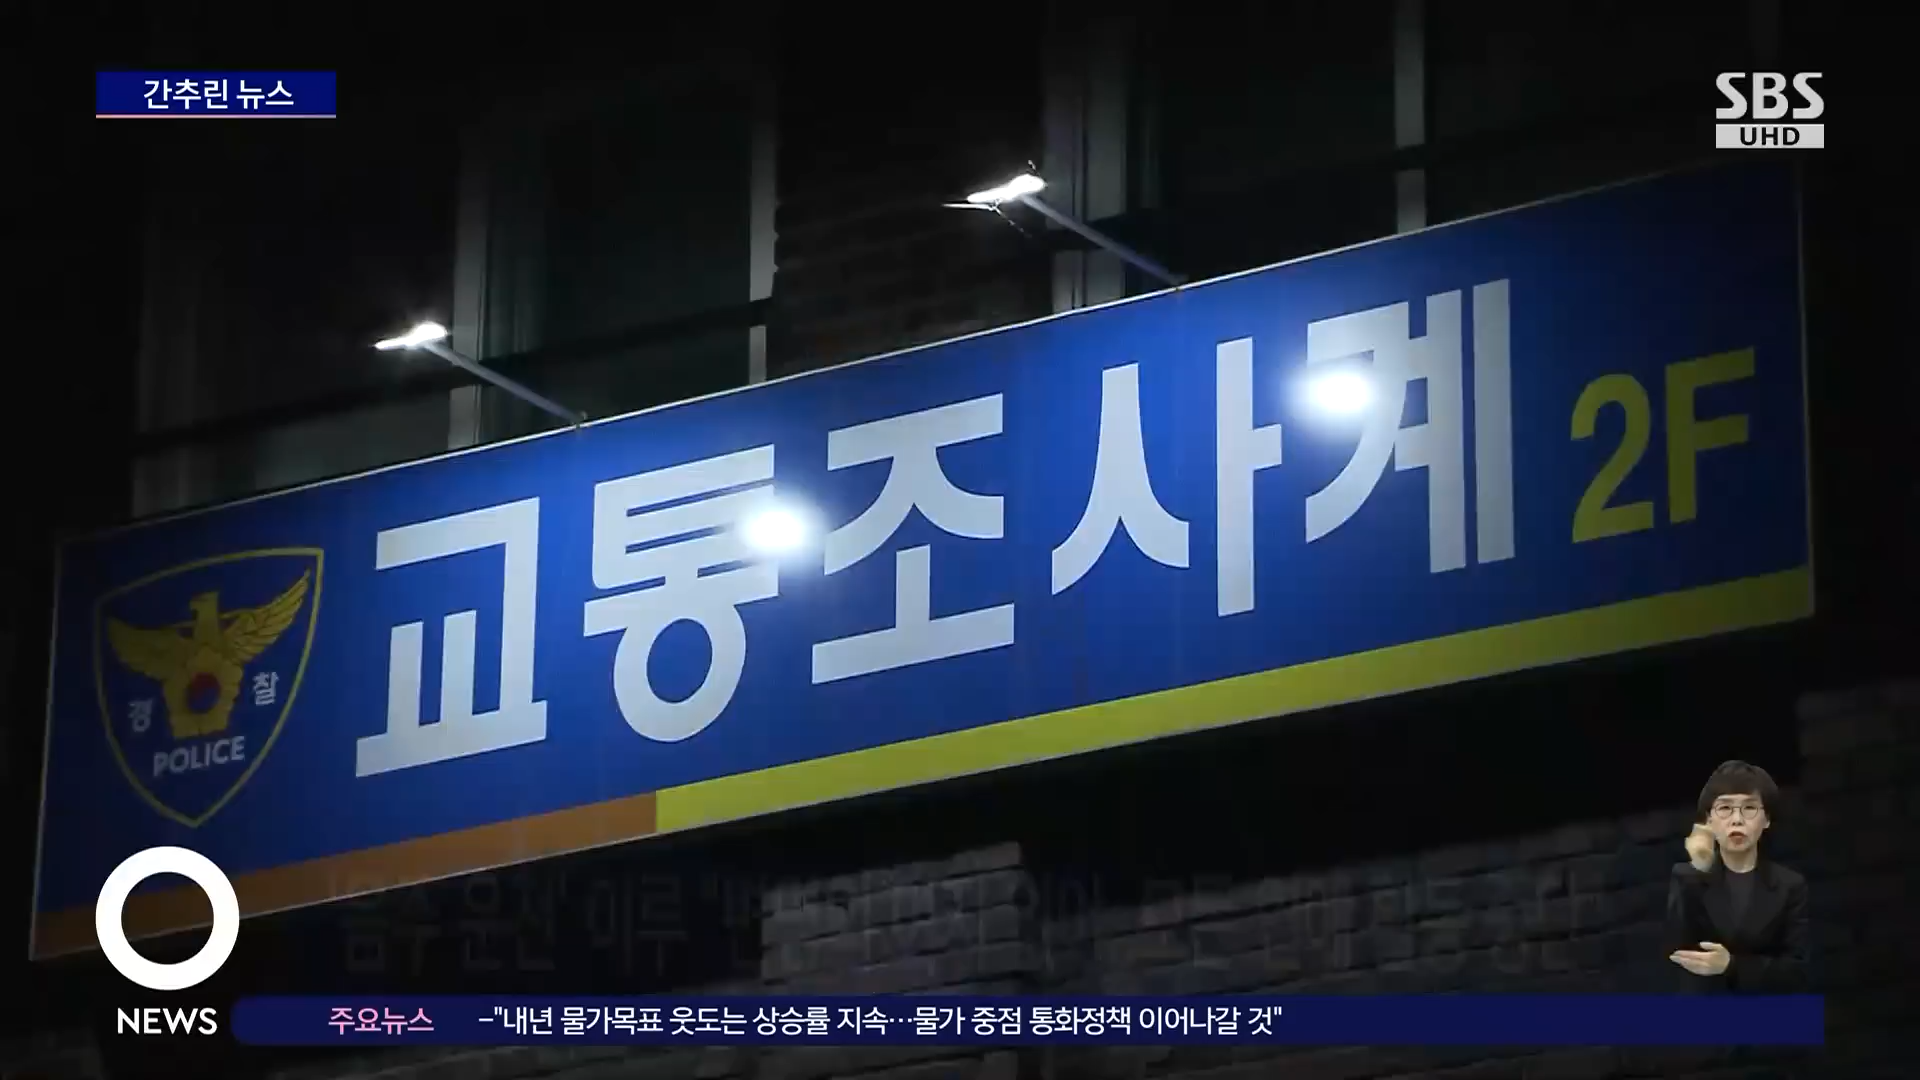 간추린 뉴스
SBS
UHD
교통조사계 2F
경찰
POLICE
NEWS
주요뉴스
-"내년 물가목표 웃도는 상승률 지속…물가 중점 통화정책 이어나갈 것"